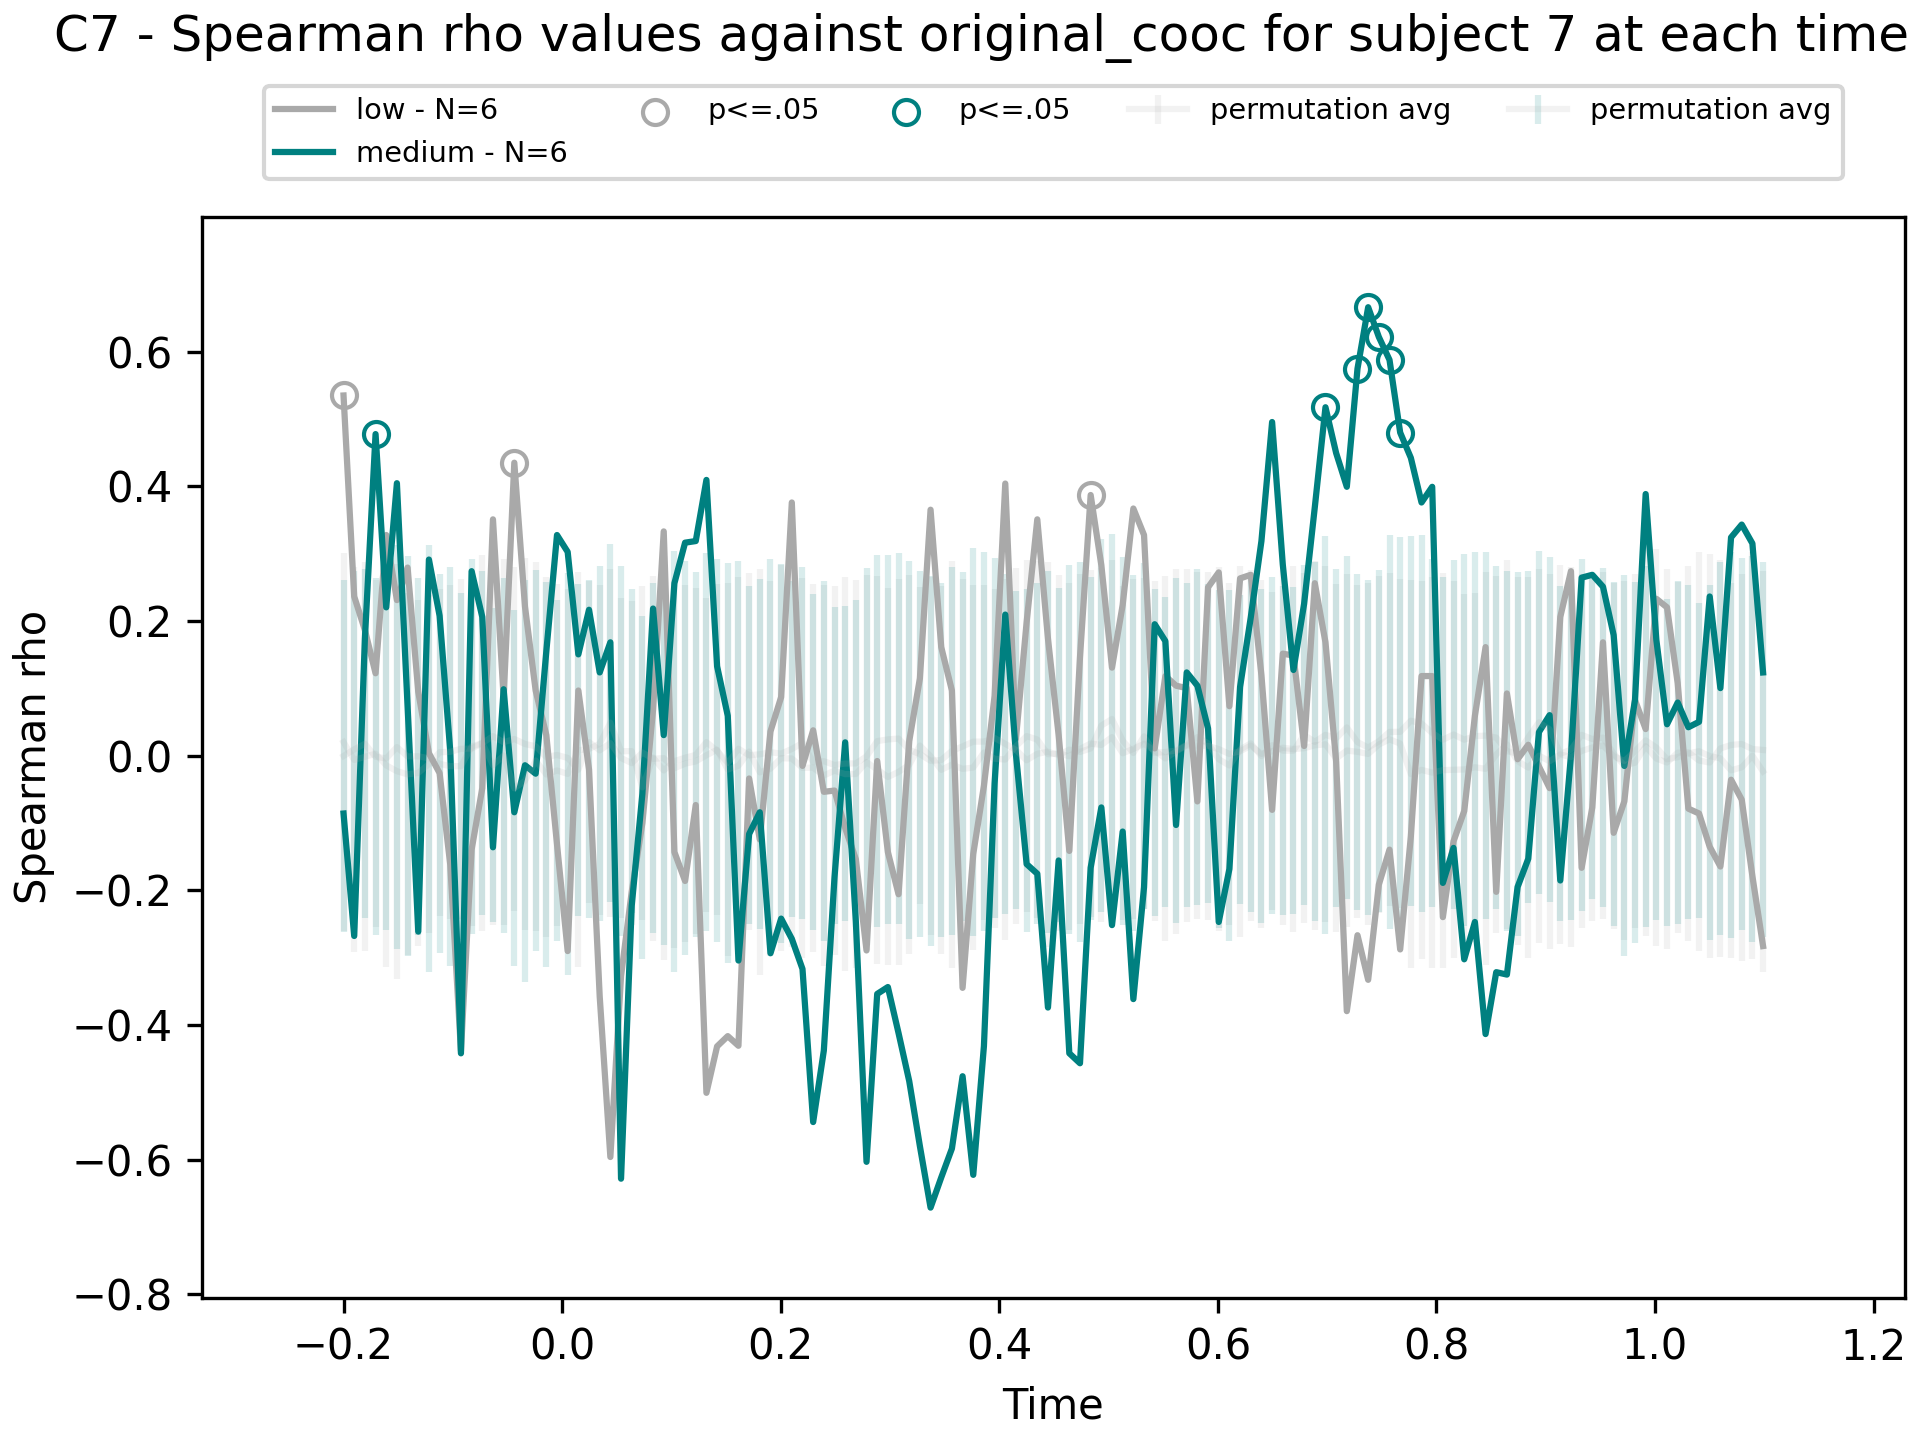 C7 - Spearman rho values against original_cooc for subject 7 at each time
low - N=6 p<=.05 p<=.05 permutation avg permutation avg
medium - N=6
0.6
0.4
0.2
0.0
−0.2
−0.4
−0.6
−0.8
Spearman rho
−0.2 0.0 0.2 0.4 0.6 0.8 1.0 1.2
Time